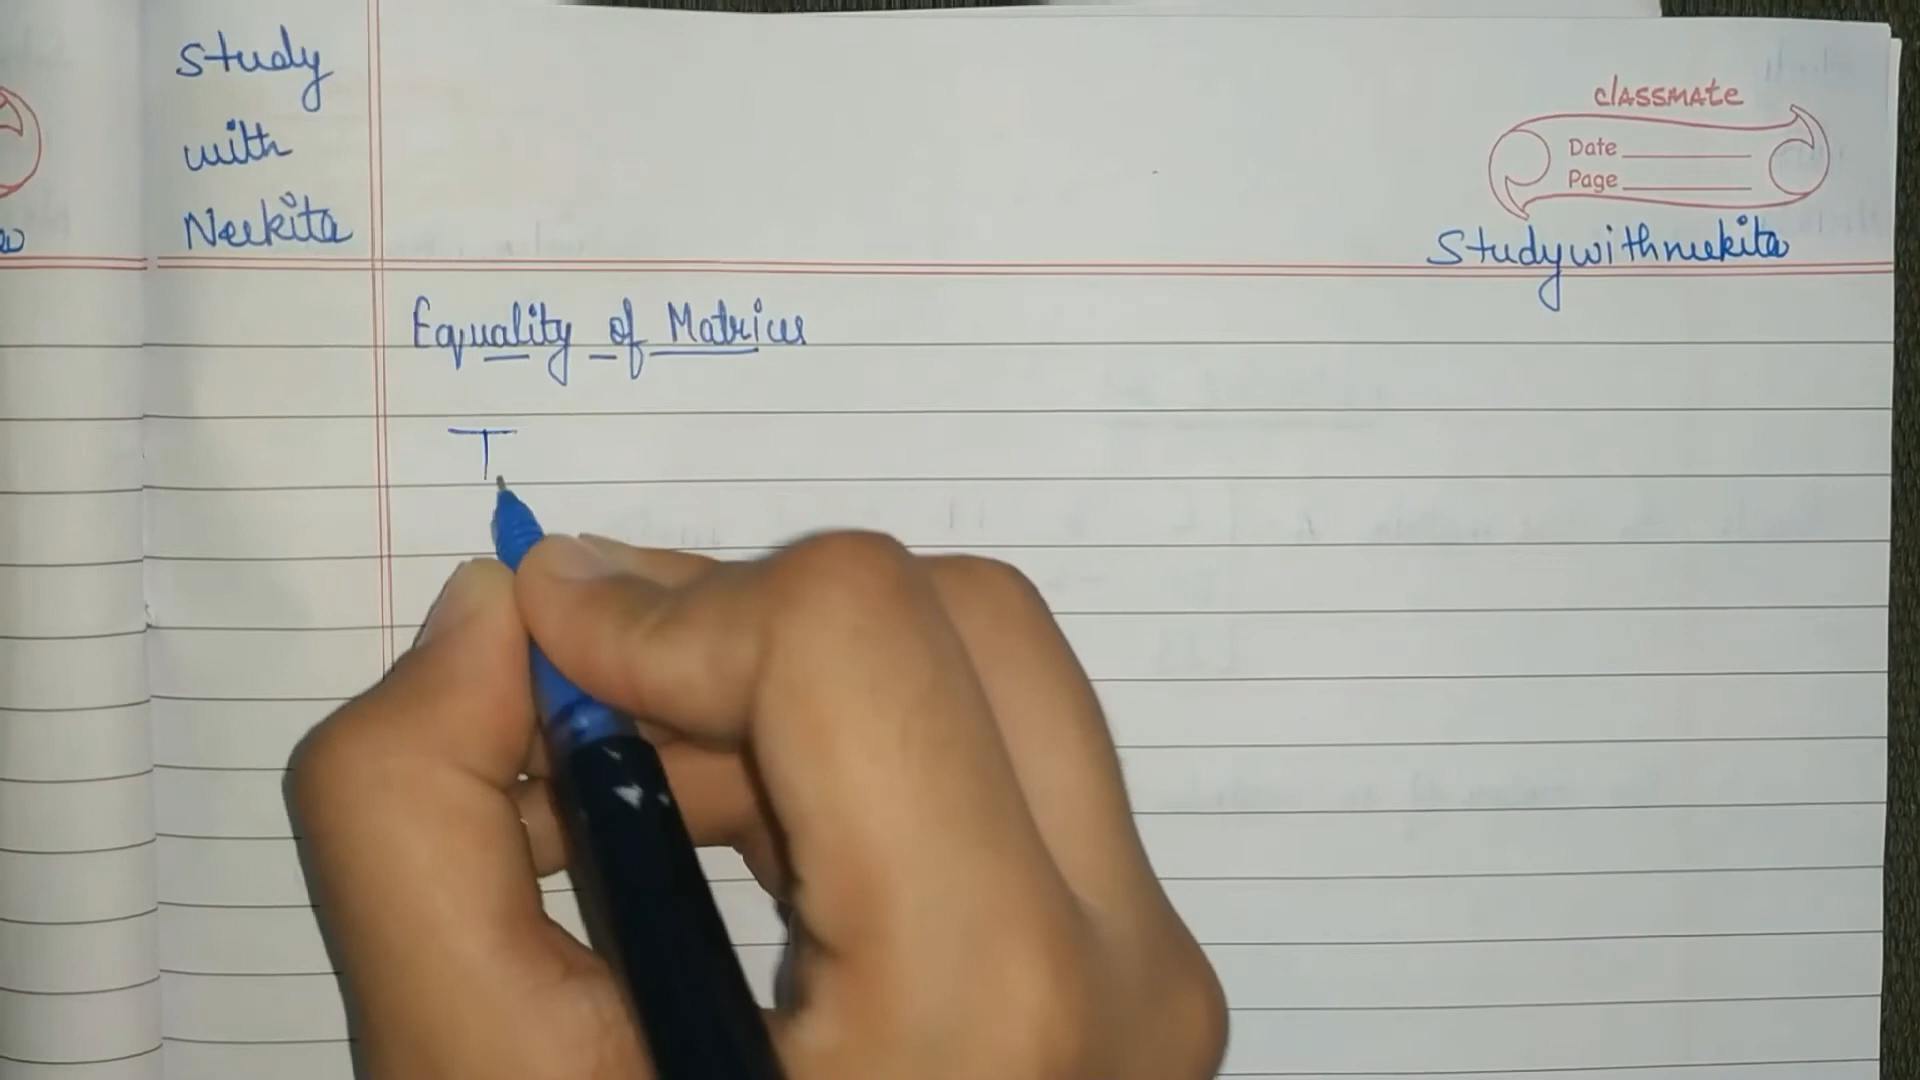 Study
with
Neekita
classmate
Date
Page
Studywithneekita
Equality of Matrices
T